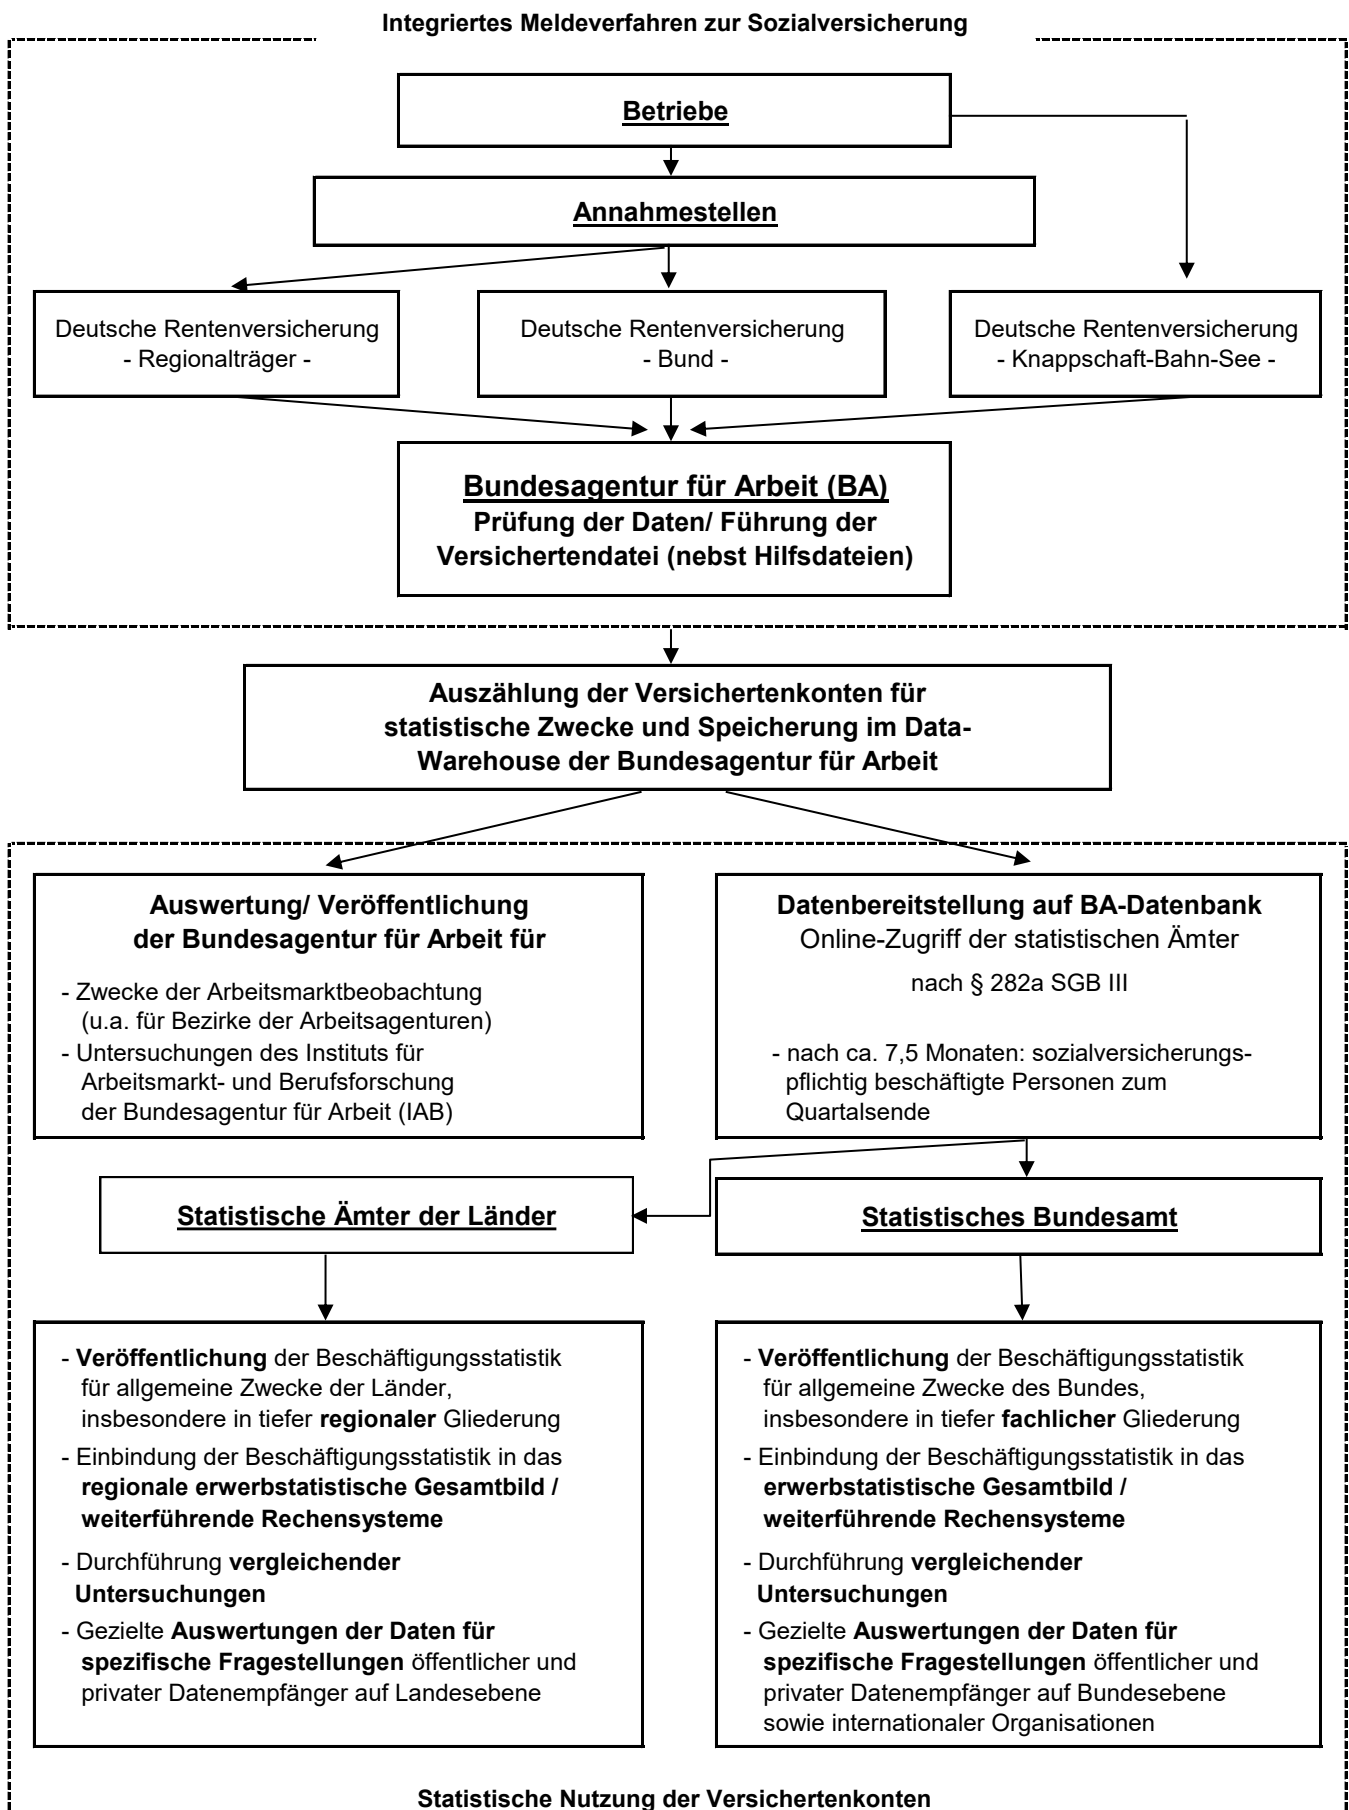 Integriertes Meldeverfahren zur Sozialversicherung
Betriebe
Annahmestellen
Deutsche Rentenversicherung
- Regionalträger -
Deutsche Rentenversicherung
- Bund -
Deutsche Rentenversicherung
- Knappschaft-Bahn-See -
Bundesagentur für Arbeit (BA)
Prüfung der Daten/ Führung der
Versichertendatei (nebst Hilfsdateien)
Auszählung der Versichertenkonten für
statistische Zwecke und Speicherung im Data-
Warehouse der Bundesagentur für Arbeit
Auswertung/ Veröffentlichung
der Bundesagentur für Arbeit für
- Zwecke der Arbeitsmarktbeobachtung
(u.a. für Bezirke der Arbeitsagenturen)
- Untersuchungen des Instituts für
Arbeitsmarkt- und Berufsforschung
der Bundesagentur für Arbeit (IAB)
Datenbereitstellung auf BA-Datenbank
Online-Zugriff der statistischen Ämter
nach § 282a SGB III
- nach ca. 7,5 Monaten: sozialversicherungs-
pflichtig beschäftigte Personen zum
Quartalsende
Statistische Ämter der Länder
Statistisches Bundesamt
- Veröffentlichung der Beschäftigungsstatistik
für allgemeine Zwecke der Länder,
insbesondere in tiefer regionaler Gliederung
- Einbindung der Beschäftigungsstatistik in das
regionale erwerbstatistische Gesamtbild /
weiterführende Rechensysteme
- Durchführung vergleichender
Untersuchungen
- Gezielte Auswertungen der Daten für
spezifische Fragestellungen öffentlicher und
privater Datenempfänger auf Landesebene
- Veröffentlichung der Beschäftigungsstatistik
für allgemeine Zwecke des Bundes,
insbesondere in tiefer fachlicher Gliederung
- Einbindung der Beschäftigungsstatistik in das
erwerbstatistische Gesamtbild /
weiterführende Rechensysteme
- Durchführung vergleichender
Untersuchungen
- Gezielte Auswertungen der Daten für
spezifische Fragestellungen öffentlicher und
privater Datenempfänger auf Bundesebene
sowie internationaler Organisationen
Statistische Nutzung der Versichertenkonten